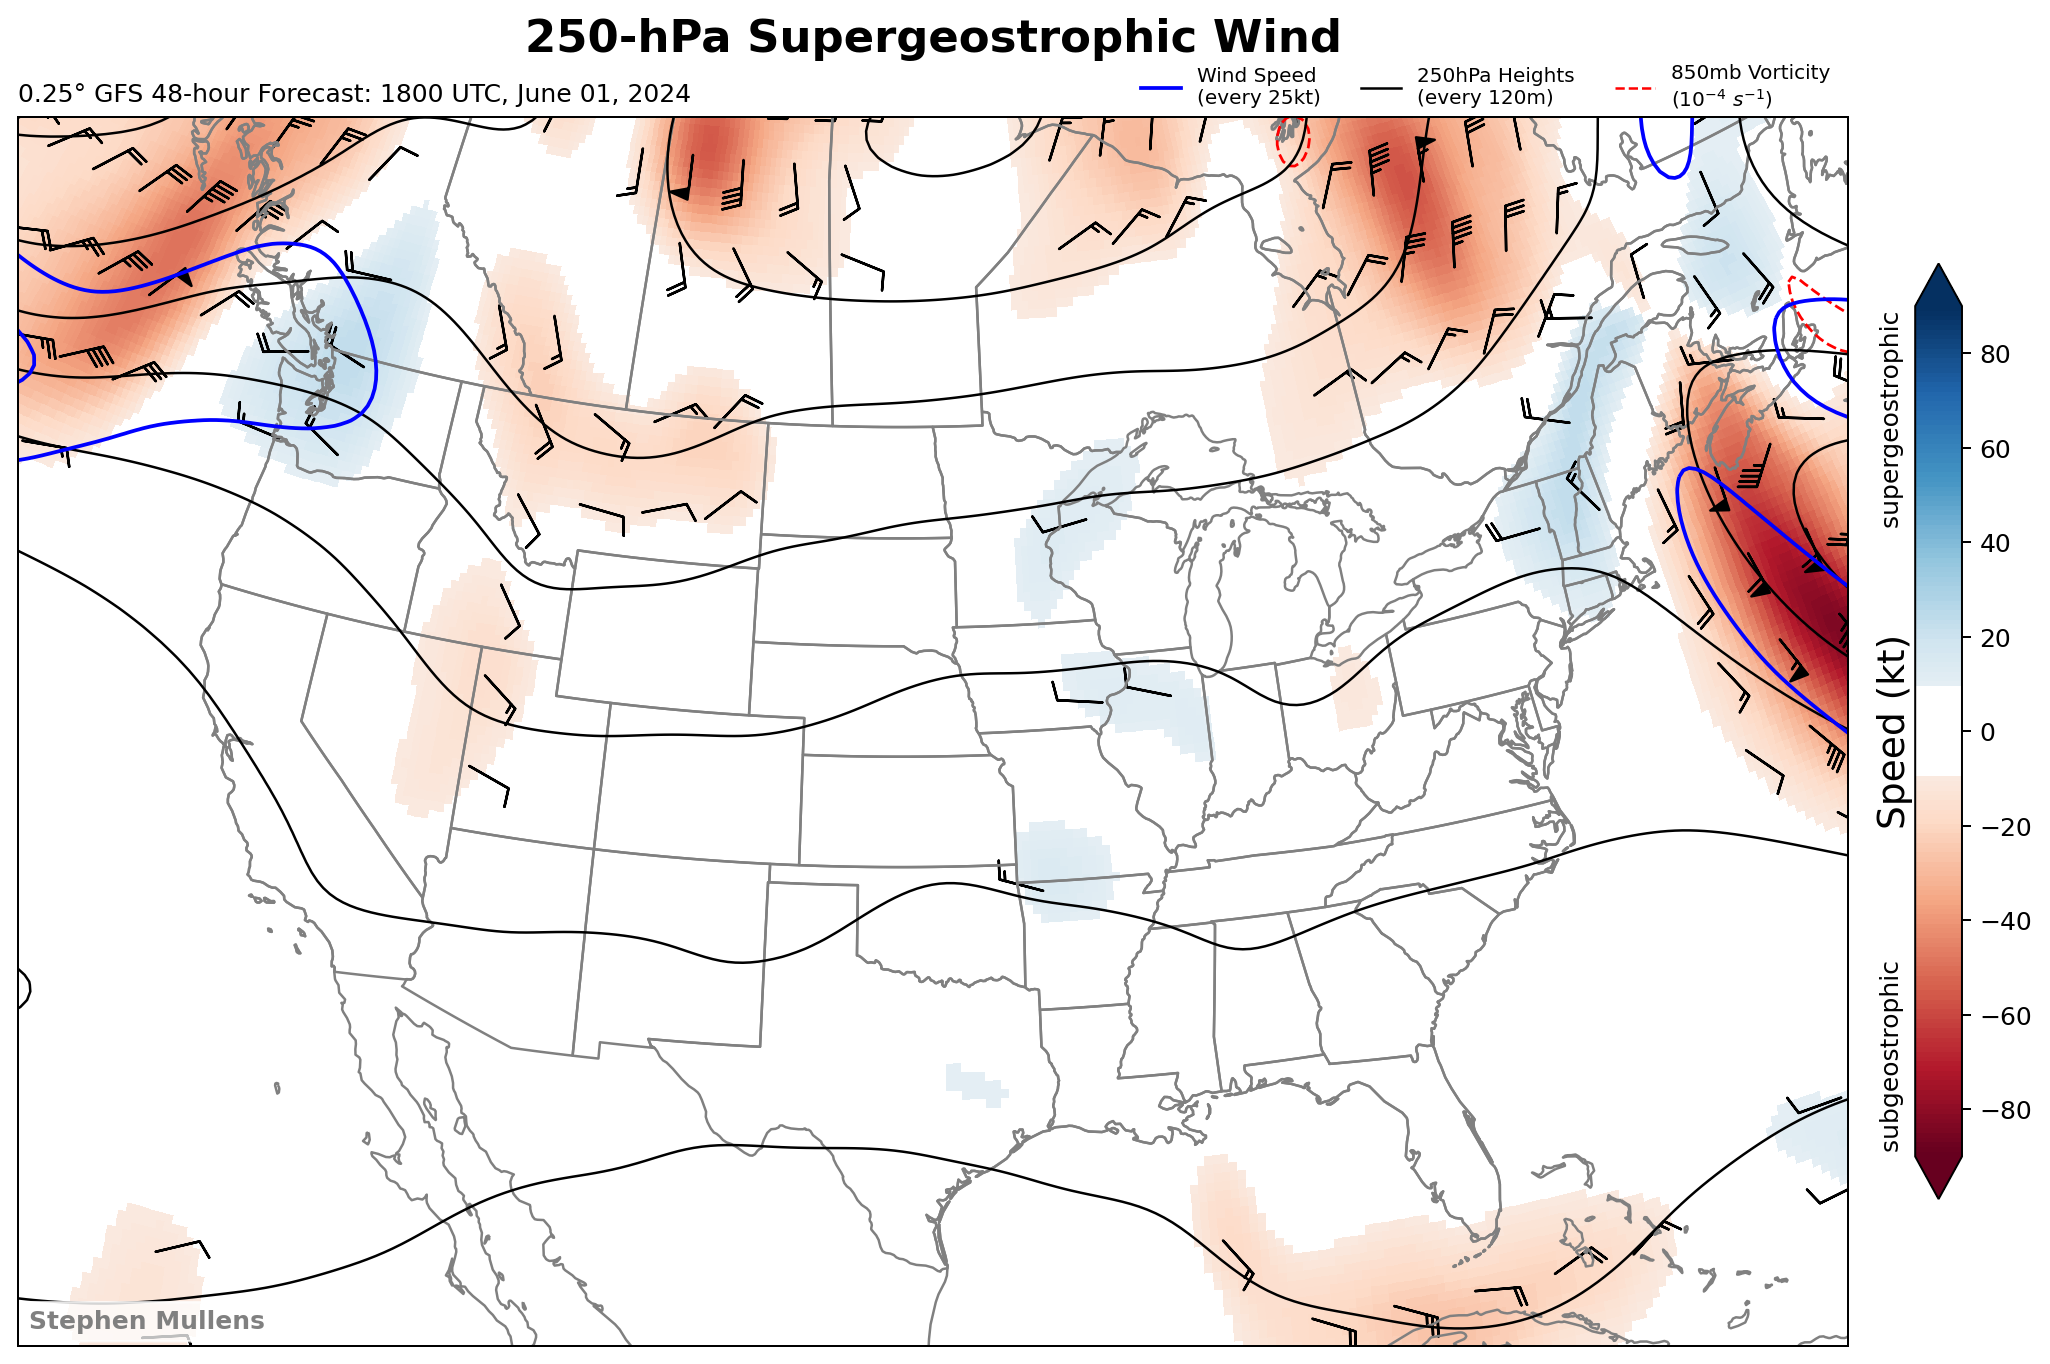 250-hPa Supergeostrophic Wind
0.25° GFS 48-hour Forecast: 1800 UTC, June 01, 2024
Wind Speed
(every 25kt)
250hPa Heights
(every 120m)
850mb Vorticity
(10⁻⁴ s⁻¹)
supergeostrophic
Speed (kt)
subgeostrophic
80
60
40
20
0
−20
−40
−60
−80
Stephen Mullens